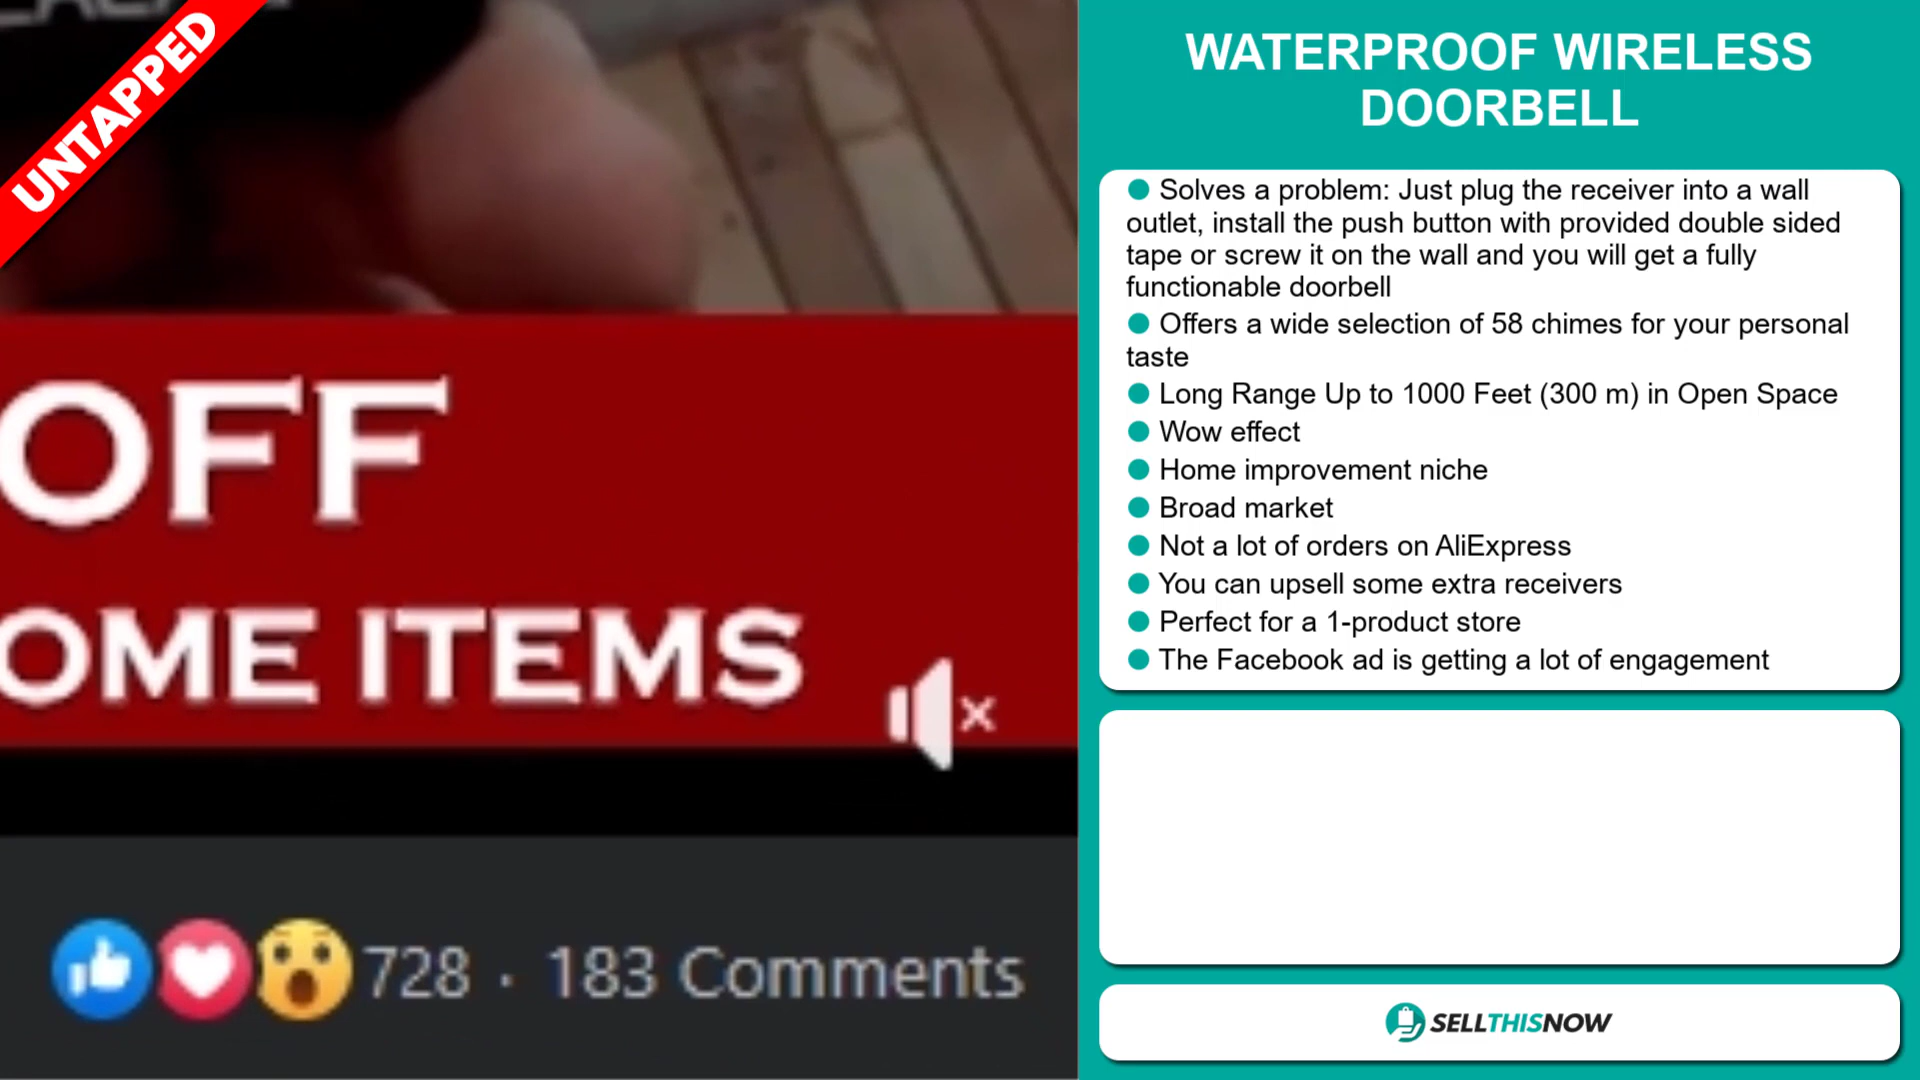 UNTAPPED
OFF
OME ITEMS
728 · 183 Comments
WATERPROOF WIRELESS
DOORBELL
● Solves a problem: Just plug the receiver into a wall
outlet, install the push button with provided double sided
tape or screw it on the wall and you will get a fully
functionable doorbell
● Offers a wide selection of 58 chimes for your personal
taste
● Long Range Up to 1000 Feet (300 m) in Open Space
● Wow effect
● Home improvement niche
● Broad market
● Not a lot of orders on AliExpress
● You can upsell some extra receivers
● Perfect for a 1-product store
● The Facebook ad is getting a lot of engagement
SELLTHISNOW